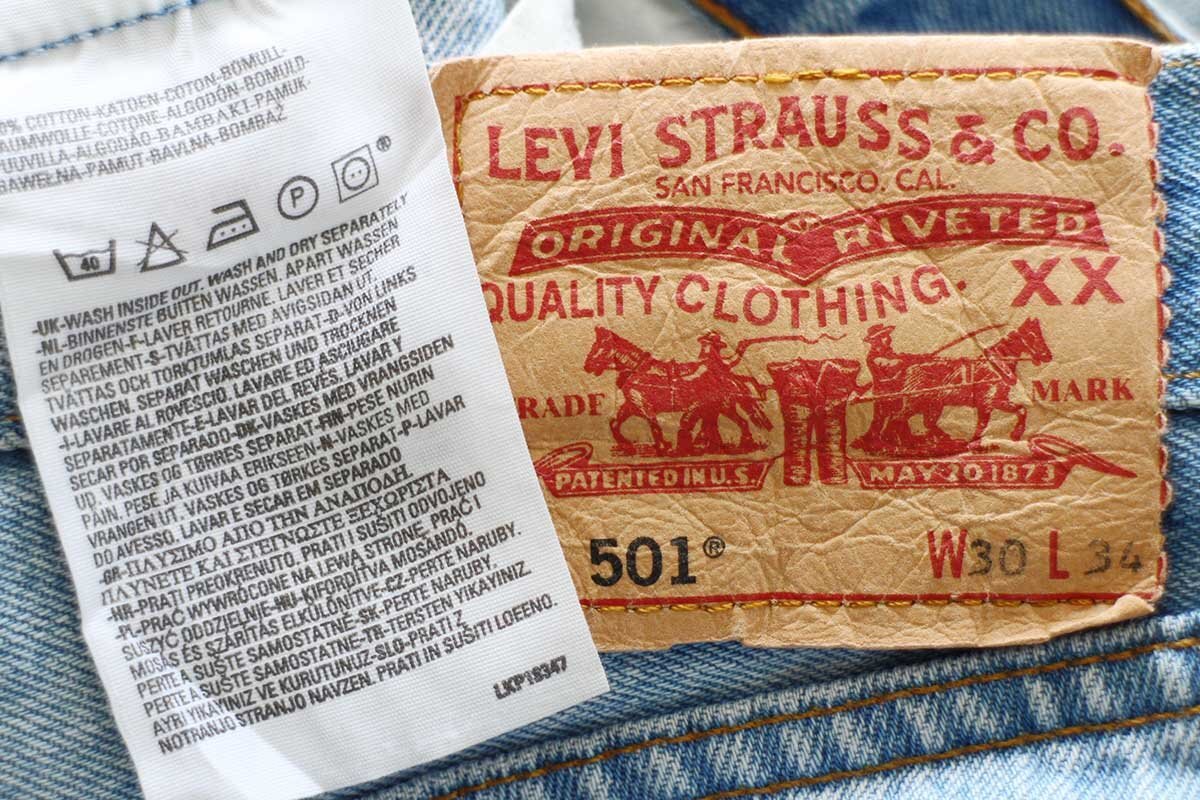 COTTON-KATOEN-COTON-BOMULL-
BAUMWOLLE-COTONE-ALGODÓN-BOMULD-
PUUVILLA-ALGODÃO-ΒΑΜΒΑΚΙ-PAMUK
BAWEŁNA-PAMUT-BAVLNA-BOMBAŽ
40 P ®
-UK-WASH INSIDE OUT. WASH AND DRY SEPARATELY
-NL-BINNENSTE BUITEN WASSEN. APART WASSEN
EN DROGEN-F-LAVER RETOURNE. LAVER ET SECHER
SEPAREMENT-S-TVÄTTAS MED AVIGSIDAN UT.
TVÄTTAS OCH TORKTUMLAS SEPARAT-D-VON LINKS
WASCHEN. SEPARAT WASCHEN UND TROCKNEN
-I-LAVARE AL ROVESCIO. LAVARE ED ASCIUGARE
SEPARATAMENTE-E-LAVAR DEL REVÉS. LAVAR Y
SECAR POR SEPARADO-DK-VASKES MED VRANGSIDEN
UD. VASKES OG TØRRES SEPARAT-FIN-PESE NURIN
PÄIN. PESE JA KUIVAA ERIKSEEN-N-VASKES MED
VRANGEN UT. VASKES OG TØRKES SEPARAT-P-LAVAR
DO AVESSO. LAVAR E SECAR EM SEPARADO
-GR-ΠΛΥΣΙΜΟ ΑΠΟ ΤΗΝ ΑΝΑΠΟΔΗ.
ΠΛΥΝΕΤΕ ΚΑΙ ΣΤΕΓΝΩΣΤΕ ΞΕΧΩΡΙΣΤΑ
-HR-PRATI PREOKRENUTO. PRATI I SUŠITI ODVOJENO
-PL-PRAĆ WYWRÓCONE NA LEWĄ STRONĘ, PRAĆ I
SUSZYĆ ODDZIELNIE-HU-KIFORDÍTVA MOSANDÓ.
MOSÁS ÉS SZÁRÍTÁS ELKÜLÖNÍTVE-CZ-PERTE NARUBY.
PERTE A SUŠTE SAMOSTATNE-SK-PERTE NARUBY.
PERTE A SUŠTE SAMOSTATNE-TR-TERSTEN YIKAYINIZ
AYRI YIKAYINIZ VE KURUTUNUZ-SLO-PRATI Z
NOTRANJO STRANJO NAVZEN. PRATI IN SUŠITI LOEENO.
LKP18347
LEVI STRAUSS & CO.
SAN FRANCISCO. CAL.
ORIGINAL RIVETED
QUALITY CLOTHING. XX
TRADE MARK
PATENTED IN U.S. MAY 20 1873
501® W30 L 34